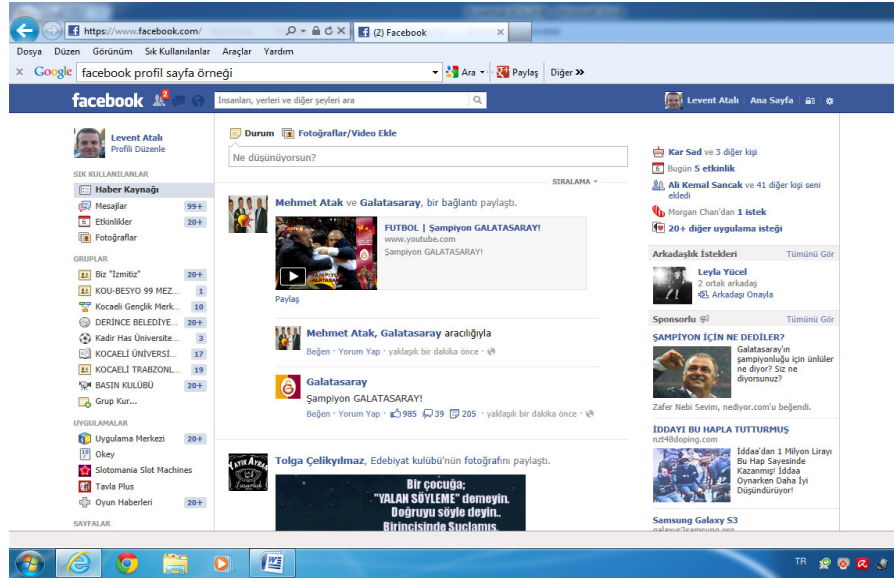 https://www.facebook.com/
(2) Facebook
Dosya Düzen Görünüm Sık Kullanılanlar Araçlar Yardım
Google facebook profil sayfa örneği Ara Paylaş Diğer
facebook 2 İnsanları, yerleri ve diğer şeyleri ara Levent Atalı Ana Sayfa
Levent Atalı
Profili Düzenle
SIK KULLANILANLAR
Haber Kaynağı
Mesajlar 99+
Etkinlikler 20+
Fotoğraflar
GRUPLAR
Biz "İzmitiz" 20+
KOU-BESYO 99 MEZ... 1
Kocaeli Gençlik Merk... 10
DERİNCE BELEDİYE... 20+
Kadir Has Üniversite... 3
KOCAELİ ÜNİVERSİ... 17
KOCAELİ TRABZONL... 19
BASIN KULÜBÜ 20+
Grup Kur...
UYGULAMALAR
Uygulama Merkezi 20+
Okey
Slotomania Slot Machines
Tavla Plus
Oyun Haberleri 20+
SAYFALAR
Durum Fotoğraflar/Video Ekle
Ne düşünüyorsun?
SIRALAMA
Mehmet Atak ve Galatasaray, bir bağlantı paylaştı.
FUTBOL | Şampiyon GALATASARAY!
www.youtube.com
Şampiyon GALATASARAY!
Paylaş
Mehmet Atak, Galatasaray aracılığıyla
Beğen · Yorum Yap · yaklaşık bir dakika önce ·
Galatasaray
Şampiyon GALATASARAY!
Beğen · Yorum Yap · 985 39 205 · yaklaşık bir dakika önce ·
Tolga Çelikyılmaz, Edebiyat kulübü'nün fotoğrafını paylaştı.
Bir çocuğa;
"YALAN SÖYLEME" demeyin.
Doğruyu söyle deyin..
Birincisinde Suçlamış,
Kar Sad ve 3 diğer kişi
Bugün 5 etkinlik
Ali Kemal Sancak ve 41 diğer kişi seni
ekledi
Morgan Chan'dan 1 istek
20+ diğer uygulama isteği
Arkadaşlık İstekleri Tümünü Gör
Leyla Yücel
2 ortak arkadaş
Arkadaşı Onayla
Sponsorlu Tümünü Gör
ŞAMPİYON İÇİN NE DEDİLER?
Galatasaray'ın
şampiyonluğu için ünlüler
ne diyor? Siz ne
diyorsunuz?
Zafer Nebi Sevim, nediyor.com'u beğendi.
İDDAYI BU HAPLA TUTTURMUŞ
nzt48doping.com
İddaa'dan 1 Milyon Lirayı
Bu Hap Sayesinde
Kazanmış! İddaa
Oynarken Daha İyi
Düşündürüyor!
Samsung Galaxy S3
galaxys3samsung.org
TR